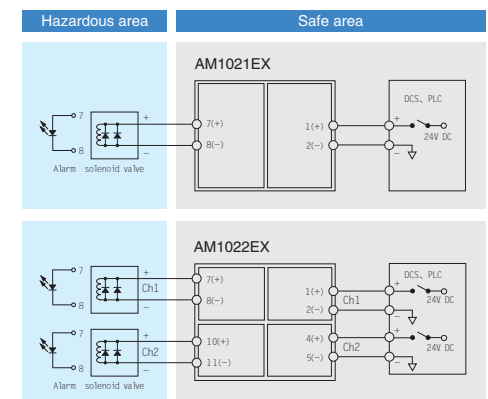 Hazardous area
Safe area
AM1021EX
7
8
Alarm
solenoid valve
+
−
7(+)
8(−)
1(+)
2(−)
DCS、PLC
+
−
24V DC
AM1022EX
7
8
+
Ch1
−
7(+)
8(−)
1(+)
2(−)
Ch1
DCS、PLC
+
−
24V DC
7
8
Alarm
solenoid valve
+
Ch2
−
10(+)
11(−)
4(+)
5(−)
Ch2
+
−
24V DC